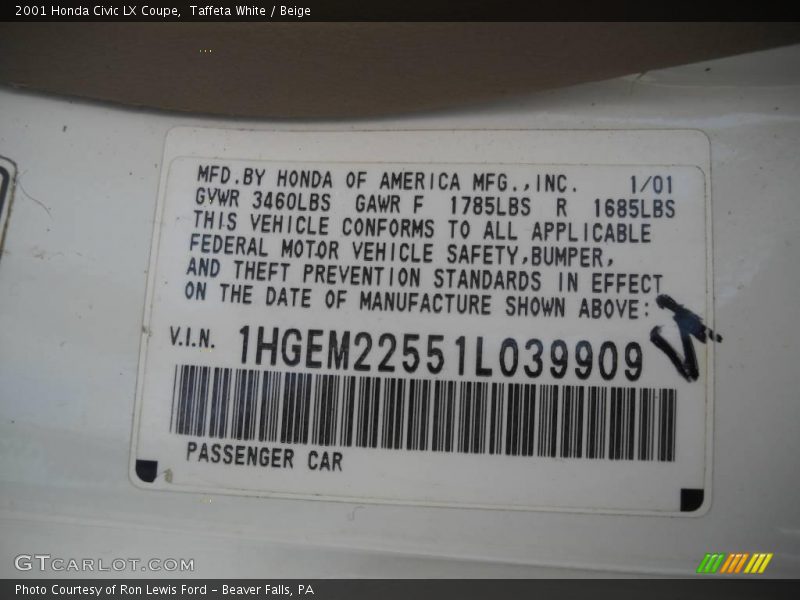 2001 Honda Civic LX Coupe, Taffeta White / Beige
MFD.BY HONDA OF AMERICA MFG.,INC. 1/01
GVWR 3460LBS GAWR F 1785LBS R 1685LBS
THIS VEHICLE CONFORMS TO ALL APPLICABLE
FEDERAL MOTOR VEHICLE SAFETY,BUMPER,
AND THEFT PREVENTION STANDARDS IN EFFECT
ON THE DATE OF MANUFACTURE SHOWN ABOVE:
V.I.N. 1HGEM22551L039909
PASSENGER CAR
GTCARLOT.COM
Photo Courtesy of Ron Lewis Ford - Beaver Falls, PA